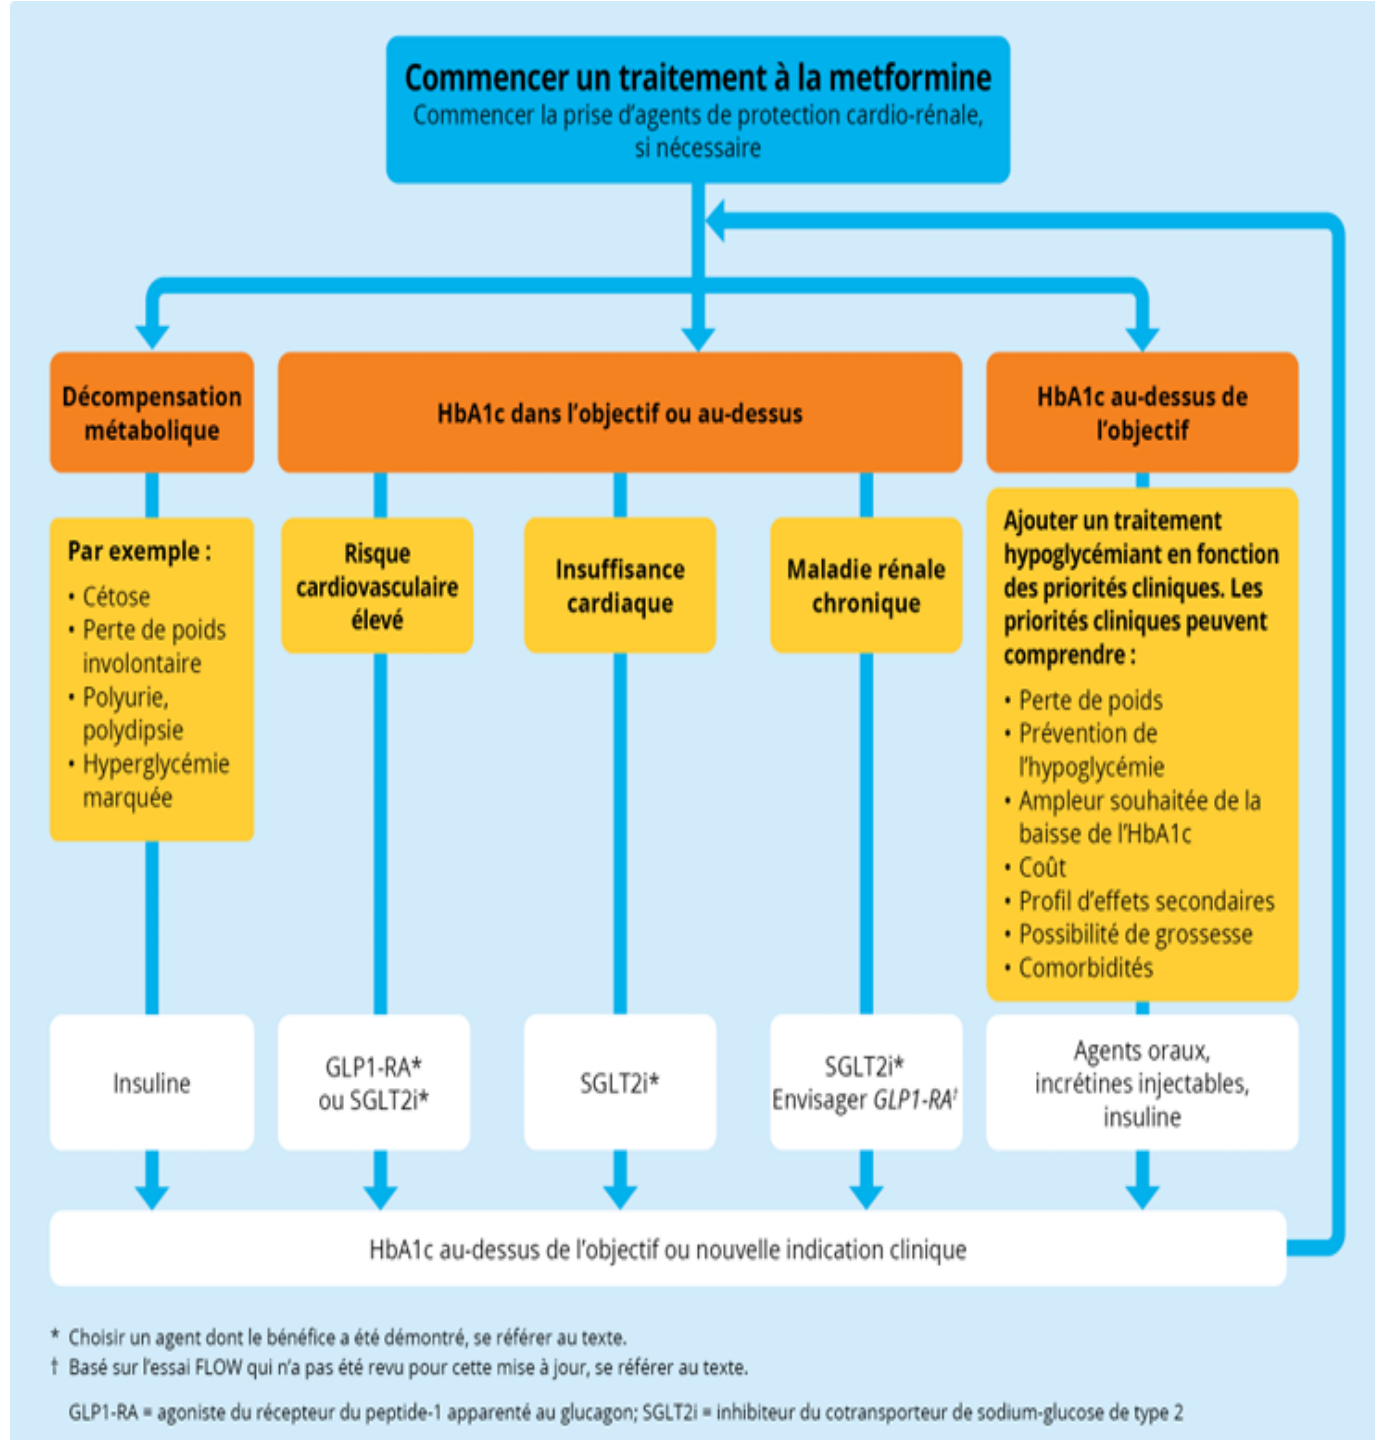 Commencer un traitement à la metformine
Commencer la prise d'agents de protection cardio-rénale,
si nécessaire
Décompensation
métabolique
HbA1c dans l'objectif ou au-dessus
HbA1c au-dessus de
l'objectif
Par exemple :
• Cétose
• Perte de poids
involontaire
• Polyurie,
polydipsie
• Hyperglycémie
marquée
Risque
cardiovasculaire
élevé
Insuffisance
cardiaque
Maladie rénale
chronique
Ajouter un traitement
hypoglycémiant en fonction
des priorités cliniques. Les
priorités cliniques peuvent
comprendre :
• Perte de poids
• Prévention de
l'hypoglycémie
• Ampleur souhaitée de la
baisse de l'HbA1c
• Coût
• Profil d'effets secondaires
• Possibilité de grossesse
• Comorbidités
Insuline
GLP1-RA*
ou SGLT2i*
SGLT2i*
SGLT2i*
Envisager GLP1-RA†
Agents oraux,
incrétines injectables,
insuline
HbA1c au-dessus de l'objectif ou nouvelle indication clinique
* Choisir un agent dont le bénéfice a été démontré, se référer au texte.
† Basé sur l'essai FLOW qui n'a pas été revu pour cette mise à jour, se référer au texte.
GLP1-RA = agoniste du récepteur du peptide-1 apparenté au glucagon; SGLT2i = inhibiteur du cotransporteur de sodium-glucose de type 2